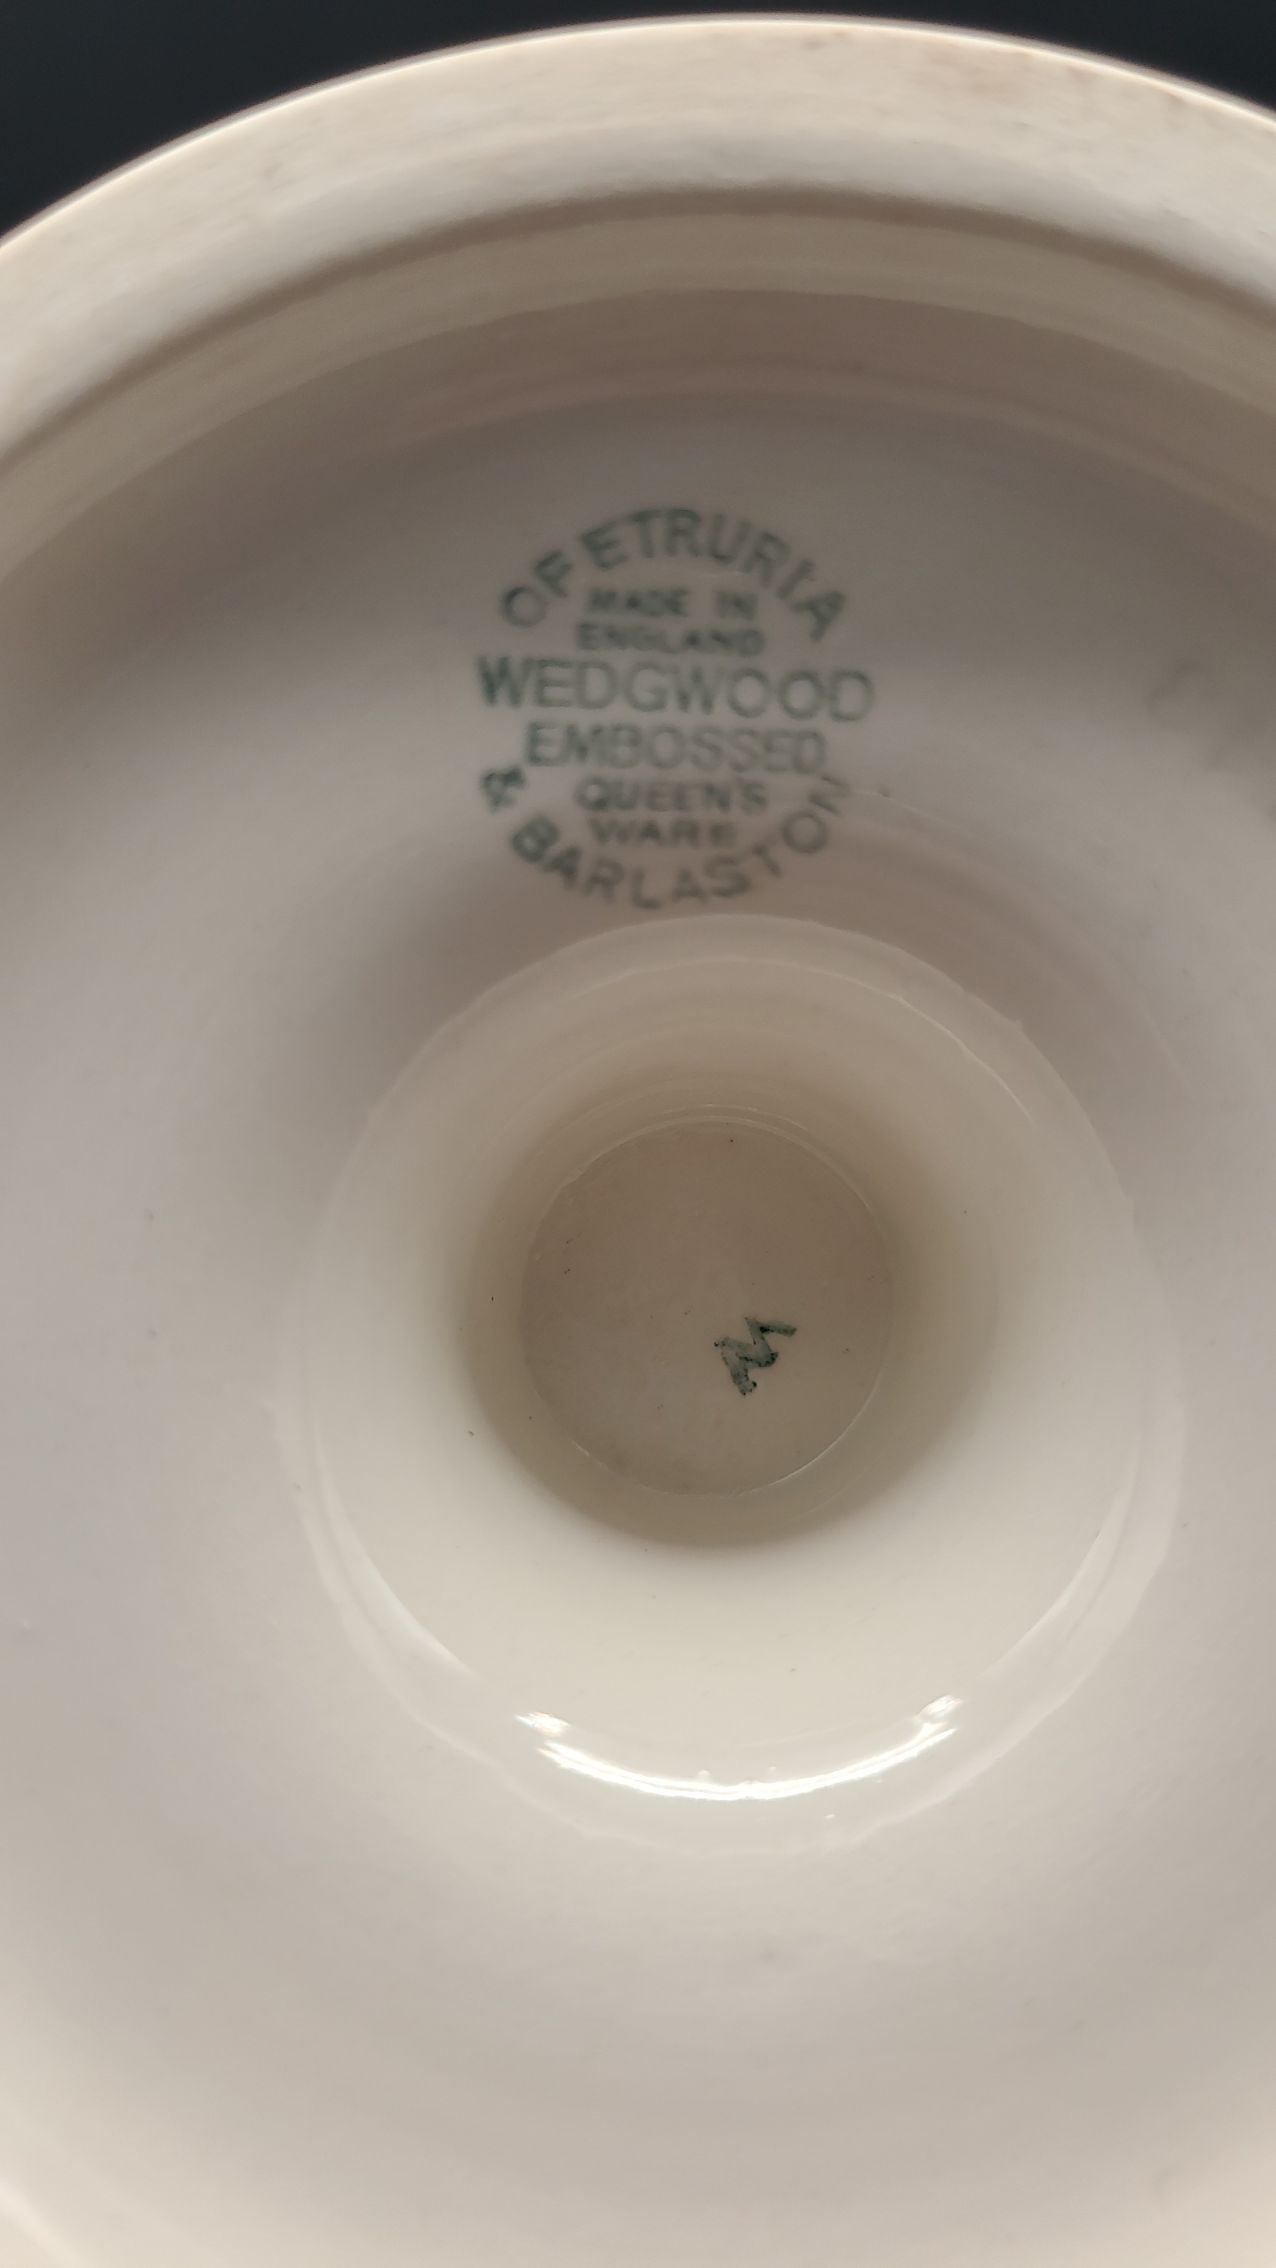 OF ETRURIA
MADE IN
ENGLAND
WEDGWOOD
EMBOSSED
QUEEN'S
WARE
& BARLASTON
M